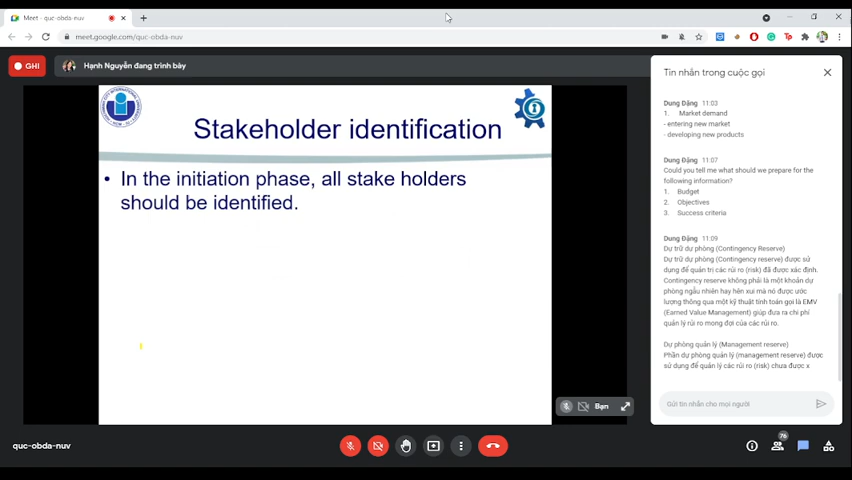 Meet - quc-obda-nuv
meet.google.com/quc-obda-nuv
GHI
Hạnh Nguyễn đang trình bày
Stakeholder identification
• In the initiation phase, all stake holders
should be identified.
Bạn
Tin nhắn trong cuộc gọi
Dung Đặng 11:03
1. Market demand
- entering new market
- developing new products
Dung Đặng 11:07
Could you tell me what should we prepare for the
following information?
1. Budget
2. Objectives
3. Success criteria
Dung Đặng 11:09
Dự trữ dự phòng (Contingency Reserve)
Dự trữ dự phòng (Contingency reserve) được sử
dụng để quản trị các rủi ro (risk) đã được xác định.
Contingency reserve không phải là một khoản dự
phòng ngẫu nhiên hay hên xui mà nó được ước
lượng thông qua một kỹ thuật tính toán gọi là EMV
(Earned Value Management) giúp đưa ra chi phí
quản lý rủi ro mong đợi của các rủi ro.
Dự phòng quản lý (Management reserve)
Phần dự phòng quản lý (management reserve) được
sử dụng để quản lý các rủi ro (risk) chưa được x
Gửi tin nhắn cho mọi người
quc-obda-nuv
76